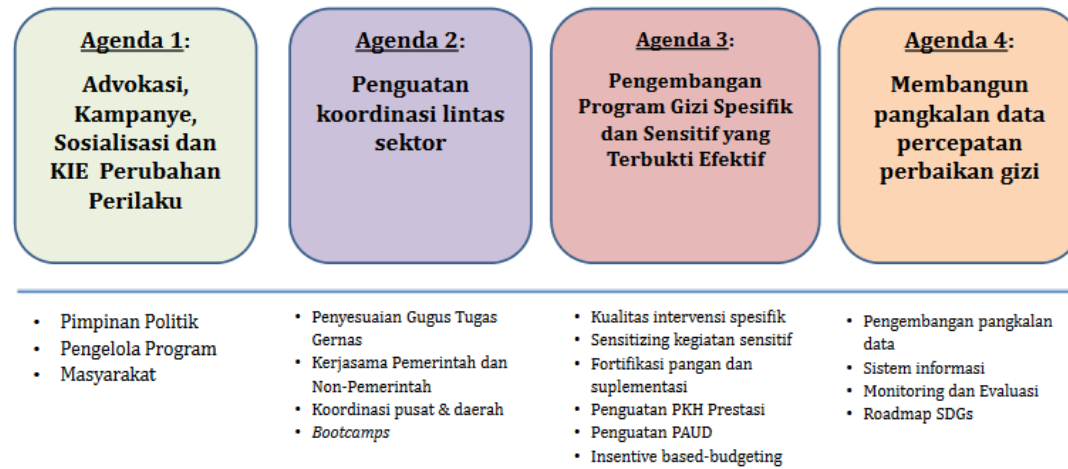 Agenda 1:
Advokasi,
Kampanye,
Sosialisasi dan
KIE Perubahan
Perilaku
Agenda 2:
Penguatan
koordinasi lintas
sektor
Agenda 3:
Pengembangan
Program Gizi Spesifik
dan Sensitif yang
Terbukti Efektif
Agenda 4:
Membangun
pangkalan data
percepatan
perbaikan gizi
• Pimpinan Politik
• Pengelola Program
• Masyarakat
• Penyesuaian Gugus Tugas
Gernas
• Kerjasama Pemerintah dan
Non-Pemerintah
• Koordinasi pusat & daerah
• Bootcamps
• Kualitas intervensi spesifik
• Sensitizing kegiatan sensitif
• Fortifikasi pangan dan
suplementasi
• Penguatan PKH Prestasi
• Penguatan PAUD
• Insentive based-budgeting
• Pengembangan pangkalan
data
• Sistem informasi
• Monitoring dan Evaluasi
• Roadmap SDGs